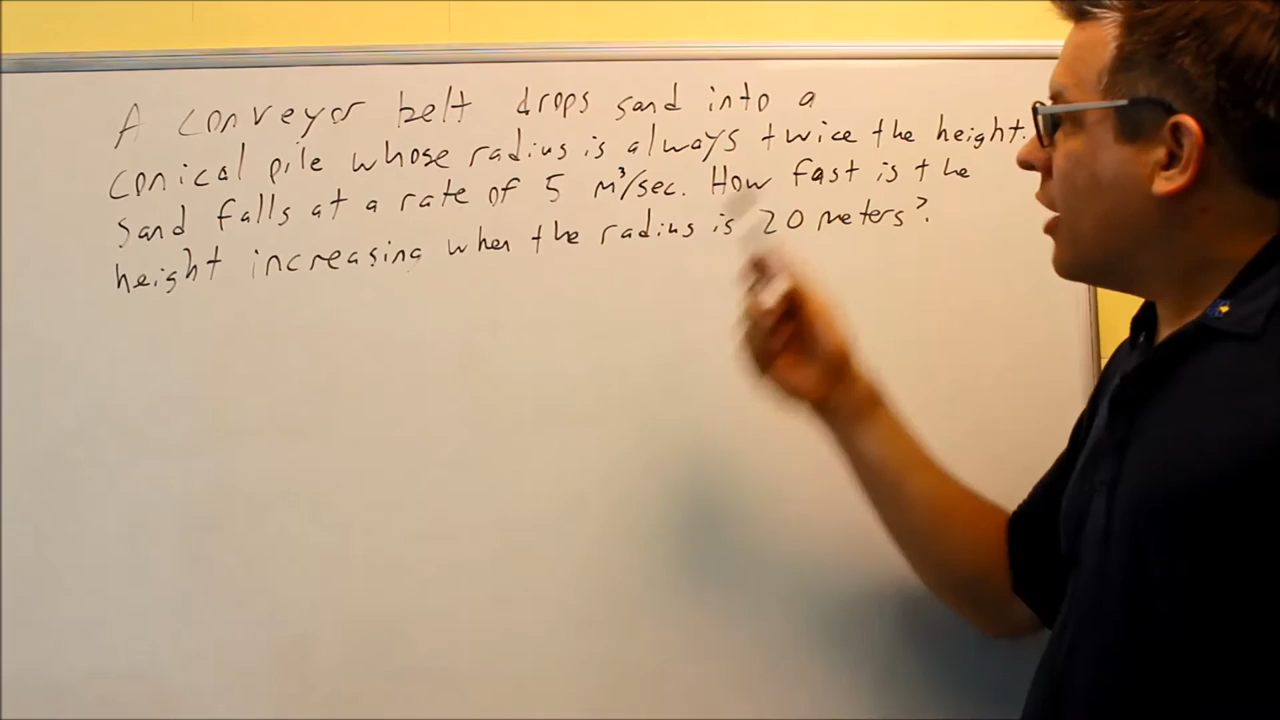 A conveyor belt drops sand into a
conical pile whose radius is always twice the height.
Sand falls at a rate of 5 m³/sec. How fast is the
height increasing when the radius is 20 meters?